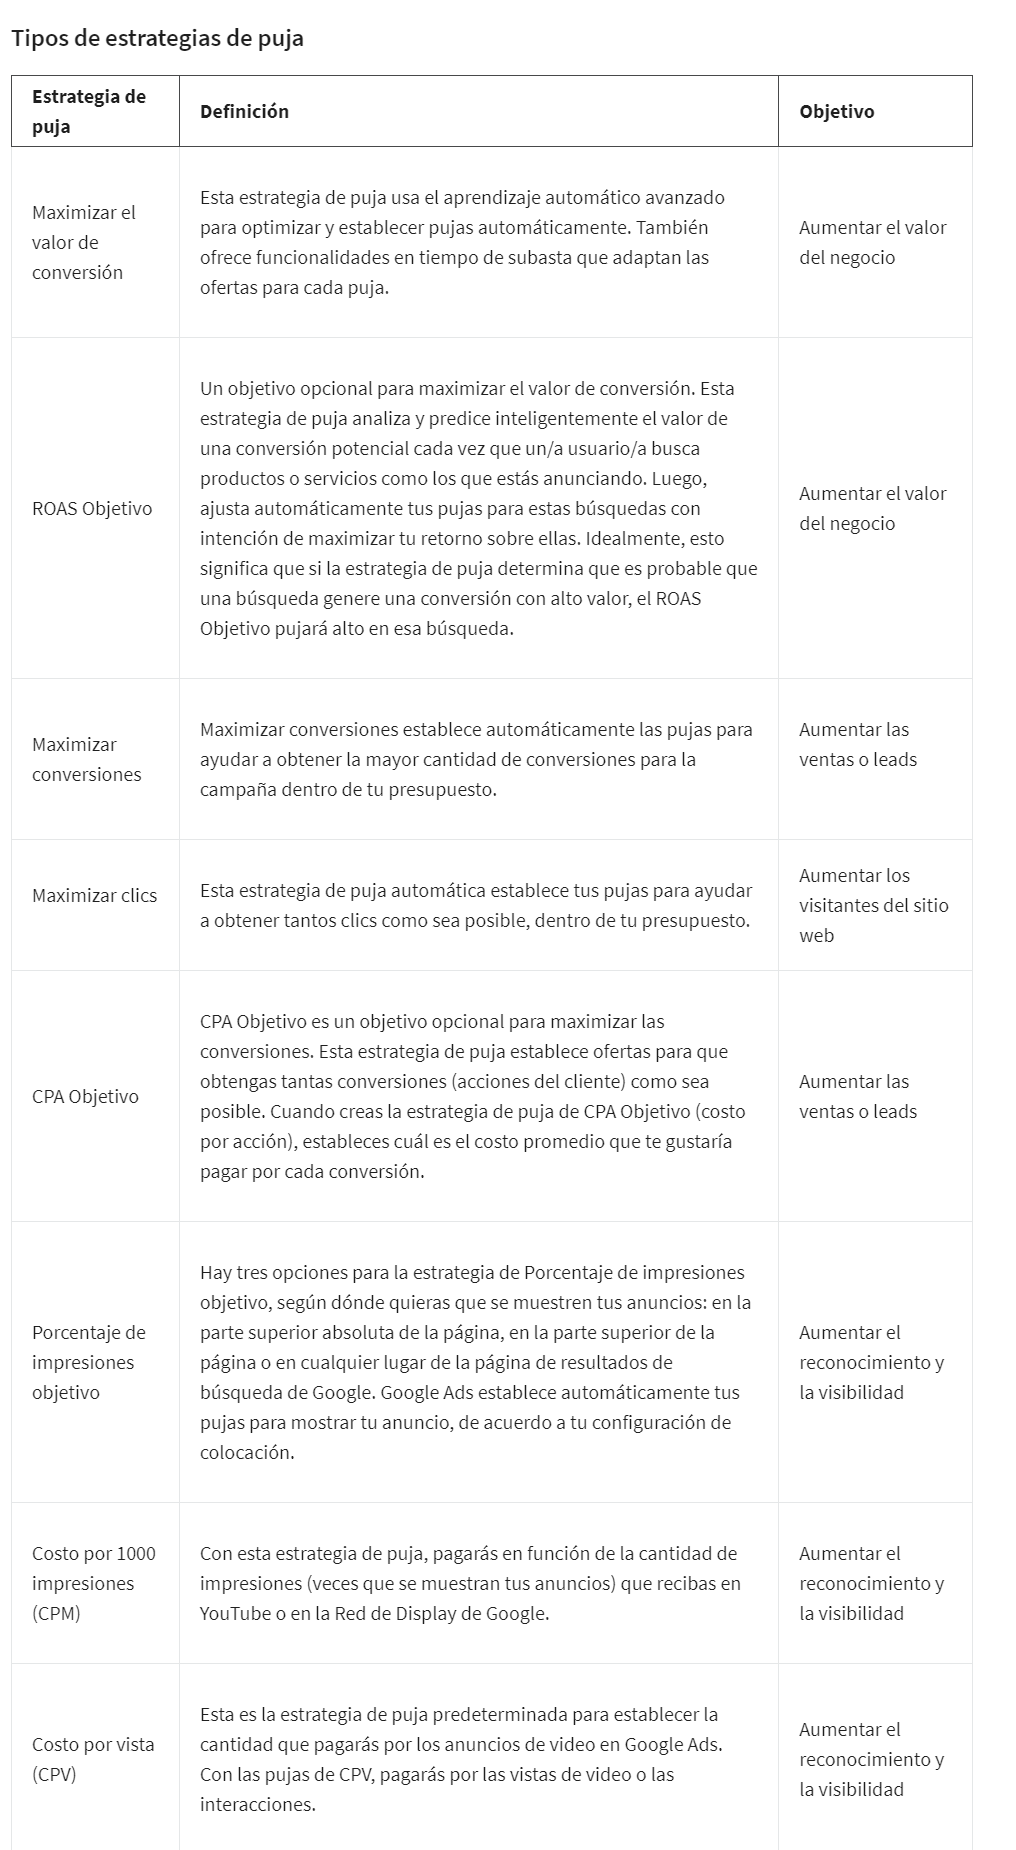 Tipos de estrategias de puja
Estrategia de
puja
Definición
Objetivo
Maximizar el
valor de
conversión
Esta estrategia de puja usa el aprendizaje automático avanzado
para optimizar y establecer pujas automáticamente. También
ofrece funcionalidades en tiempo de subasta que adaptan las
ofertas para cada puja.
Aumentar el valor
del negocio
ROAS Objetivo
Un objetivo opcional para maximizar el valor de conversión. Esta
estrategia de puja analiza y predice inteligentemente el valor de
una conversión potencial cada vez que un/a usuario/a busca
productos o servicios como los que estás anunciando. Luego,
ajusta automáticamente tus pujas para estas búsquedas con
intención de maximizar tu retorno sobre ellas. Idealmente, esto
significa que si la estrategia de puja determina que es probable que
una búsqueda genere una conversión con alto valor, el ROAS
Objetivo pujará alto en esa búsqueda.
Aumentar el valor
del negocio
Maximizar
conversiones
Maximizar conversiones establece automáticamente las pujas para
ayudar a obtener la mayor cantidad de conversiones para la
campaña dentro de tu presupuesto.
Aumentar las
ventas o leads
Maximizar clics
Esta estrategia de puja automática establece tus pujas para ayudar
a obtener tantos clics como sea posible, dentro de tu presupuesto.
Aumentar los
visitantes del sitio
web
CPA Objetivo
CPA Objetivo es un objetivo opcional para maximizar las
conversiones. Esta estrategia de puja establece ofertas para que
obtengas tantas conversiones (acciones del cliente) como sea
posible. Cuando creas la estrategia de puja de CPA Objetivo (costo
por acción), estableces cuál es el costo promedio que te gustaría
pagar por cada conversión.
Aumentar las
ventas o leads
Porcentaje de
impresiones
objetivo
Hay tres opciones para la estrategia de Porcentaje de impresiones
objetivo, según dónde quieras que se muestren tus anuncios: en la
parte superior absoluta de la página, en la parte superior de la
página o en cualquier lugar de la página de resultados de
búsqueda de Google. Google Ads establece automáticamente tus
pujas para mostrar tu anuncio, de acuerdo a tu configuración de
colocación.
Aumentar el
reconocimiento y
la visibilidad
Costo por 1000
impresiones
(CPM)
Con esta estrategia de puja, pagarás en función de la cantidad de
impresiones (veces que se muestran tus anuncios) que recibas en
YouTube o en la Red de Display de Google.
Aumentar el
reconocimiento y
la visibilidad
Costo por vista
(CPV)
Esta es la estrategia de puja predeterminada para establecer la
cantidad que pagarás por los anuncios de video en Google Ads.
Con las pujas de CPV, pagarás por las vistas de video o las
interacciones.
Aumentar el
reconocimiento y
la visibilidad